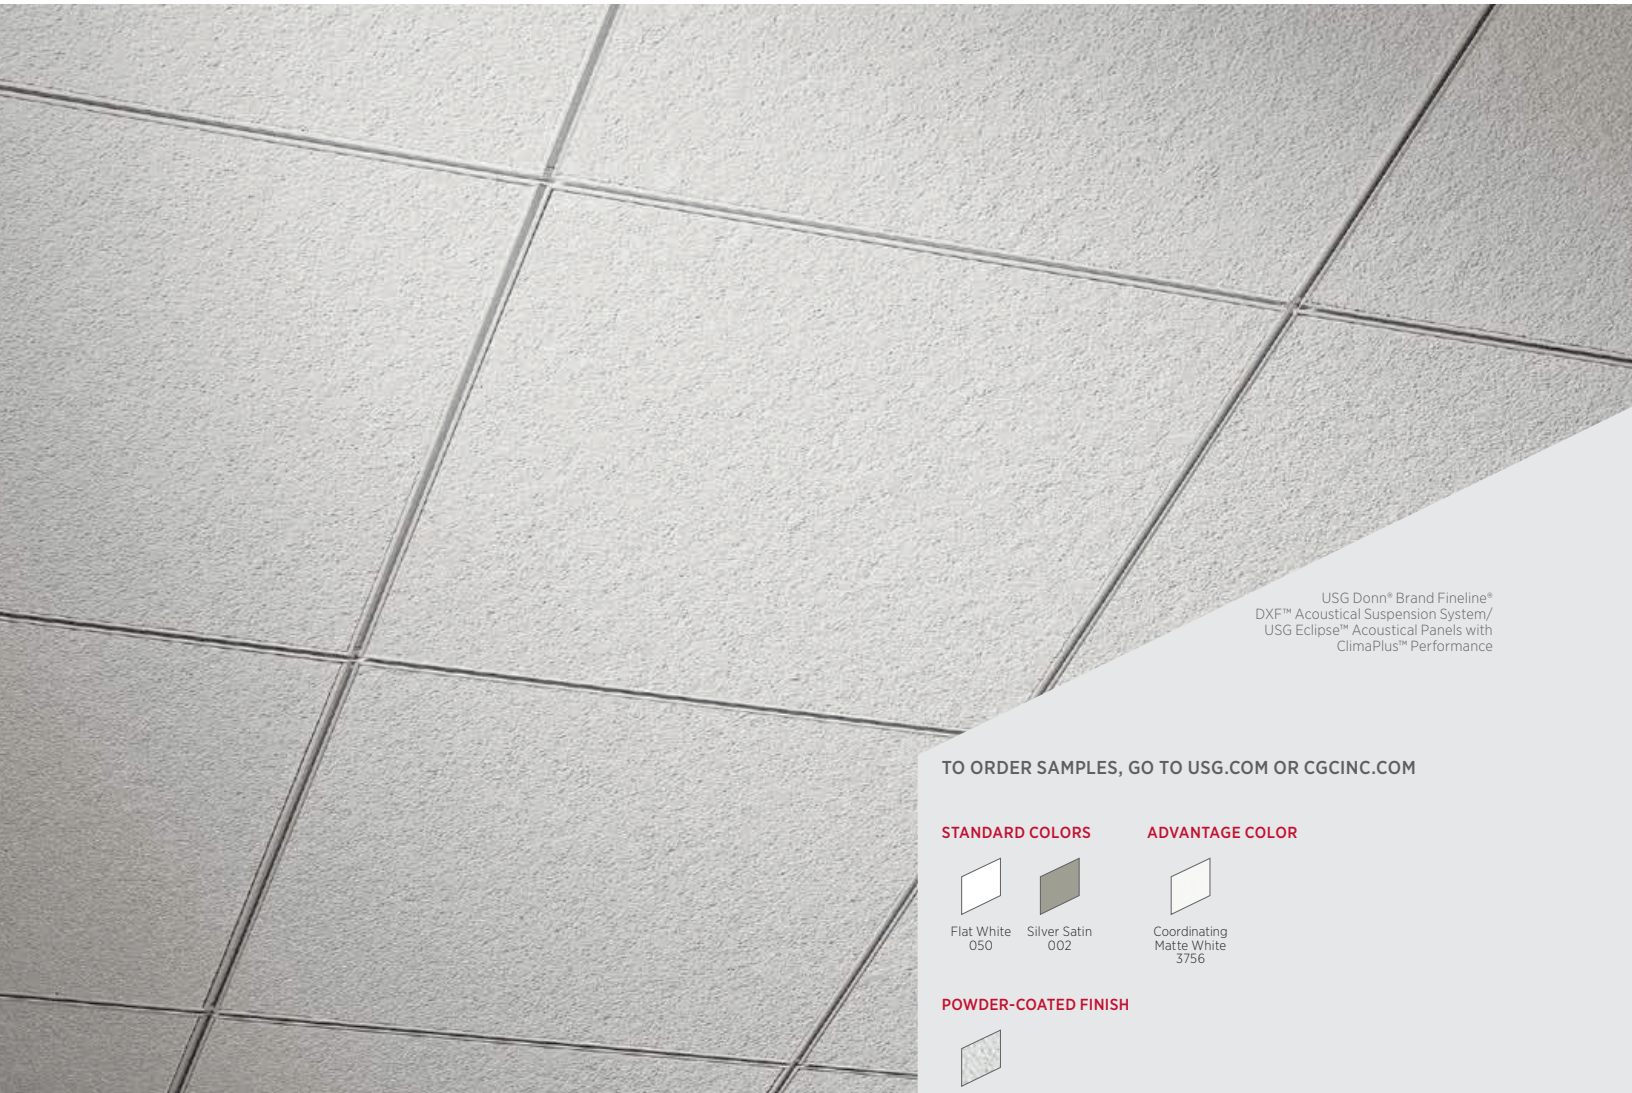 USG Donn® Brand Fineline®
DXF™ Acoustical Suspension System/
USG Eclipse™ Acoustical Panels with
ClimaPlus™ Performance
TO ORDER SAMPLES, GO TO USG.COM OR CGCINC.COM
STANDARD COLORS
ADVANTAGE COLOR
Flat White
050
Silver Satin
002
Coordinating
Matte White
3756
POWDER-COATED FINISH